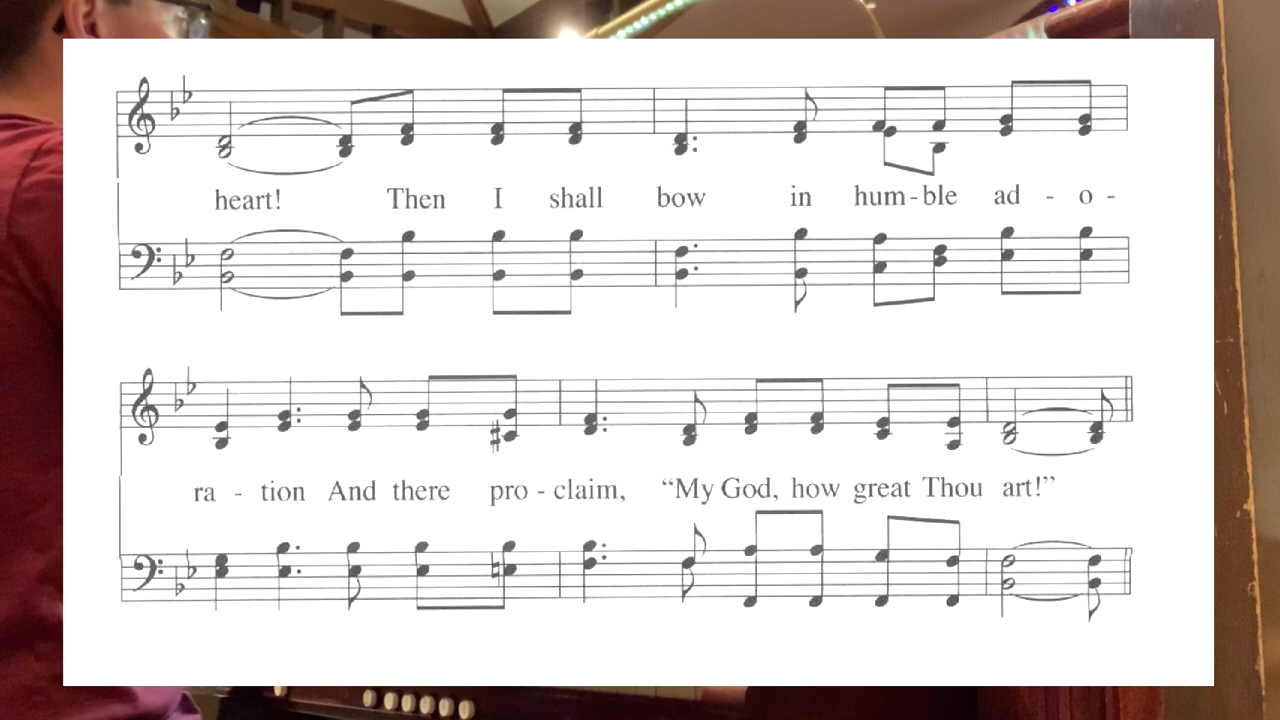 heart! Then I shall bow in hum-ble ad - o -
ra - tion And there pro - claim, “My God, how great Thou art!”